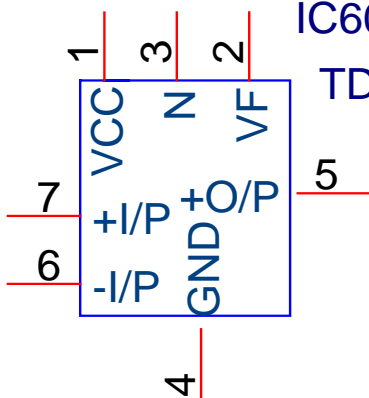 IC60
TD
1 3 2
VCC N VF
7 +I/P +O/P 5
6 -I/P GND
4